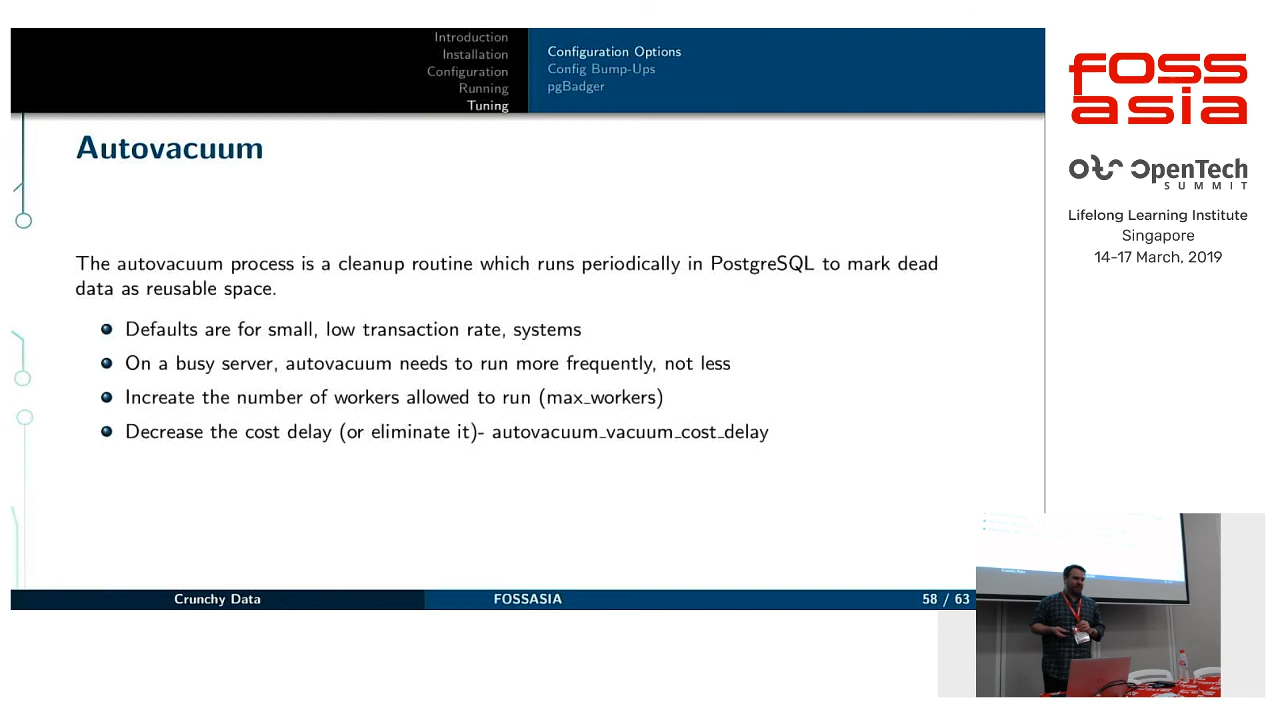 Introduction
Installation
Configuration
Running
Tuning
Configuration Options
Config Bump-Ups
pgBadger
Autovacuum
The autovacuum process is a cleanup routine which runs periodically in PostgreSQL to mark dead
data as reusable space.
Defaults are for small, low transaction rate, systems
On a busy server, autovacuum needs to run more frequently, not less
Increate the number of workers allowed to run (max_workers)
Decrease the cost delay (or eliminate it)- autovacuum_vacuum_cost_delay
Crunchy Data
FOSSASIA
58 / 63
FOSS
asia
OpenTech
SUMMIT
Lifelong Learning Institute
Singapore
14-17 March, 2019